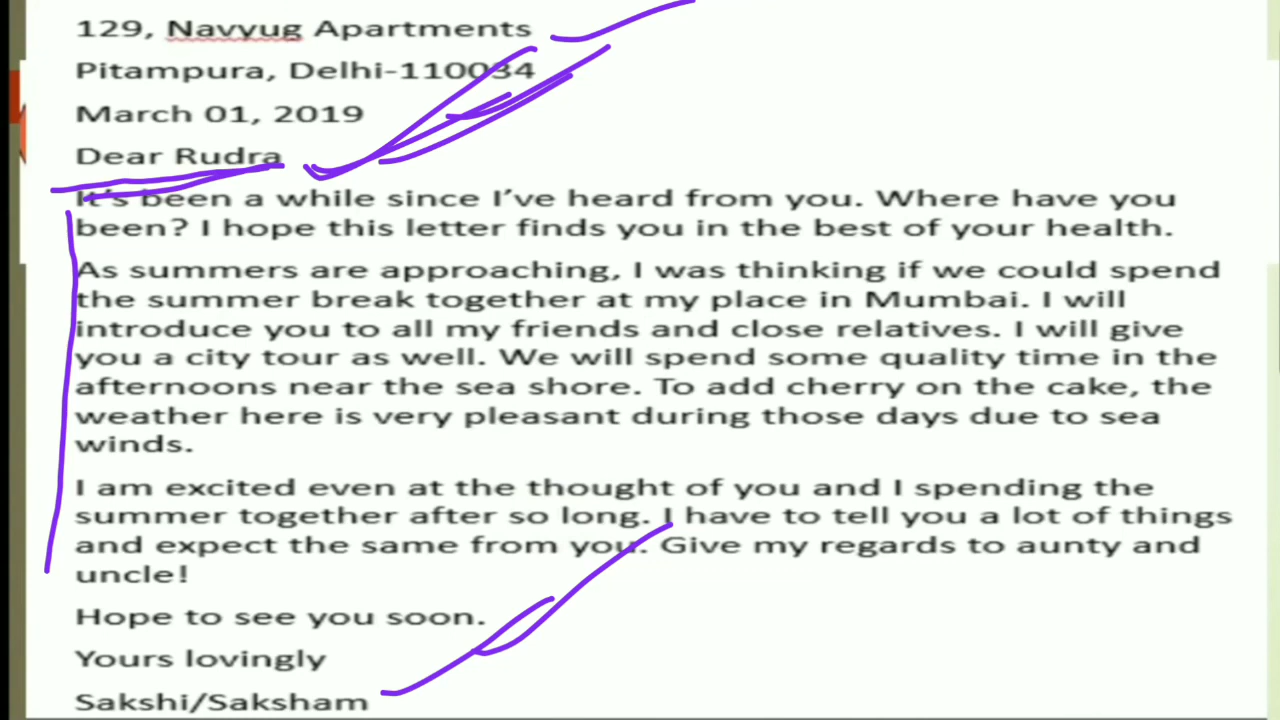 129, Navyug Apartments
Pitampura, Delhi-110034
March 01, 2019
Dear Rudra
It's been a while since I've heard from you. Where have you
been? I hope this letter finds you in the best of your health.
As summers are approaching, I was thinking if we could spend
the summer break together at my place in Mumbai. I will
introduce you to all my friends and close relatives. I will give
you a city tour as well. We will spend some quality time in the
afternoons near the sea shore. To add cherry on the cake, the
weather here is very pleasant during those days due to sea
winds.
I am excited even at the thought of you and I spending the
summer together after so long. I have to tell you a lot of things
and expect the same from you. Give my regards to aunty and
uncle!
Hope to see you soon.
Yours lovingly
Sakshi/Saksham